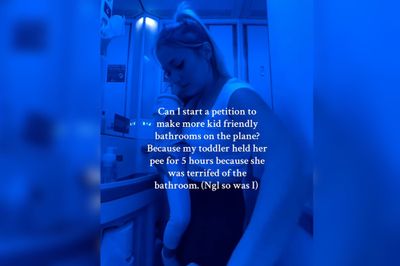 Can I start a petition to
make more kid friendly
bathrooms on the plane?
Because my toddler held her
pee for 5 hours because she
was terrifed of the
bathroom. (Ngl so was I)